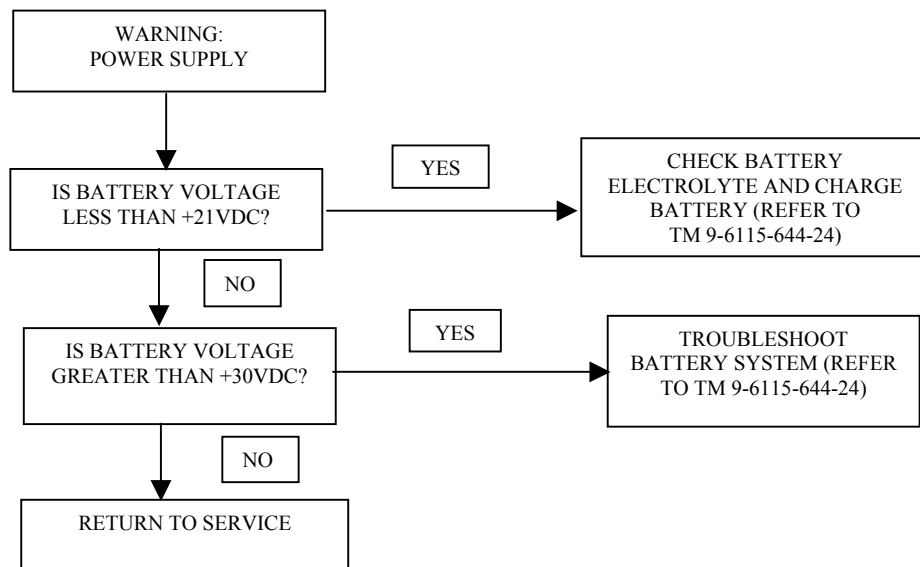 WARNING:
POWER SUPPLY
YES
CHECK BATTERY
ELECTROLYTE AND CHARGE
BATTERY (REFER TO
TM 9-6115-644-24)
IS BATTERY VOLTAGE
LESS THAN +21VDC?
NO
YES
TROUBLESHOOT
BATTERY SYSTEM (REFER
TO TM 9-6115-644-24)
IS BATTERY VOLTAGE
GREATER THAN +30VDC?
NO
RETURN TO SERVICE